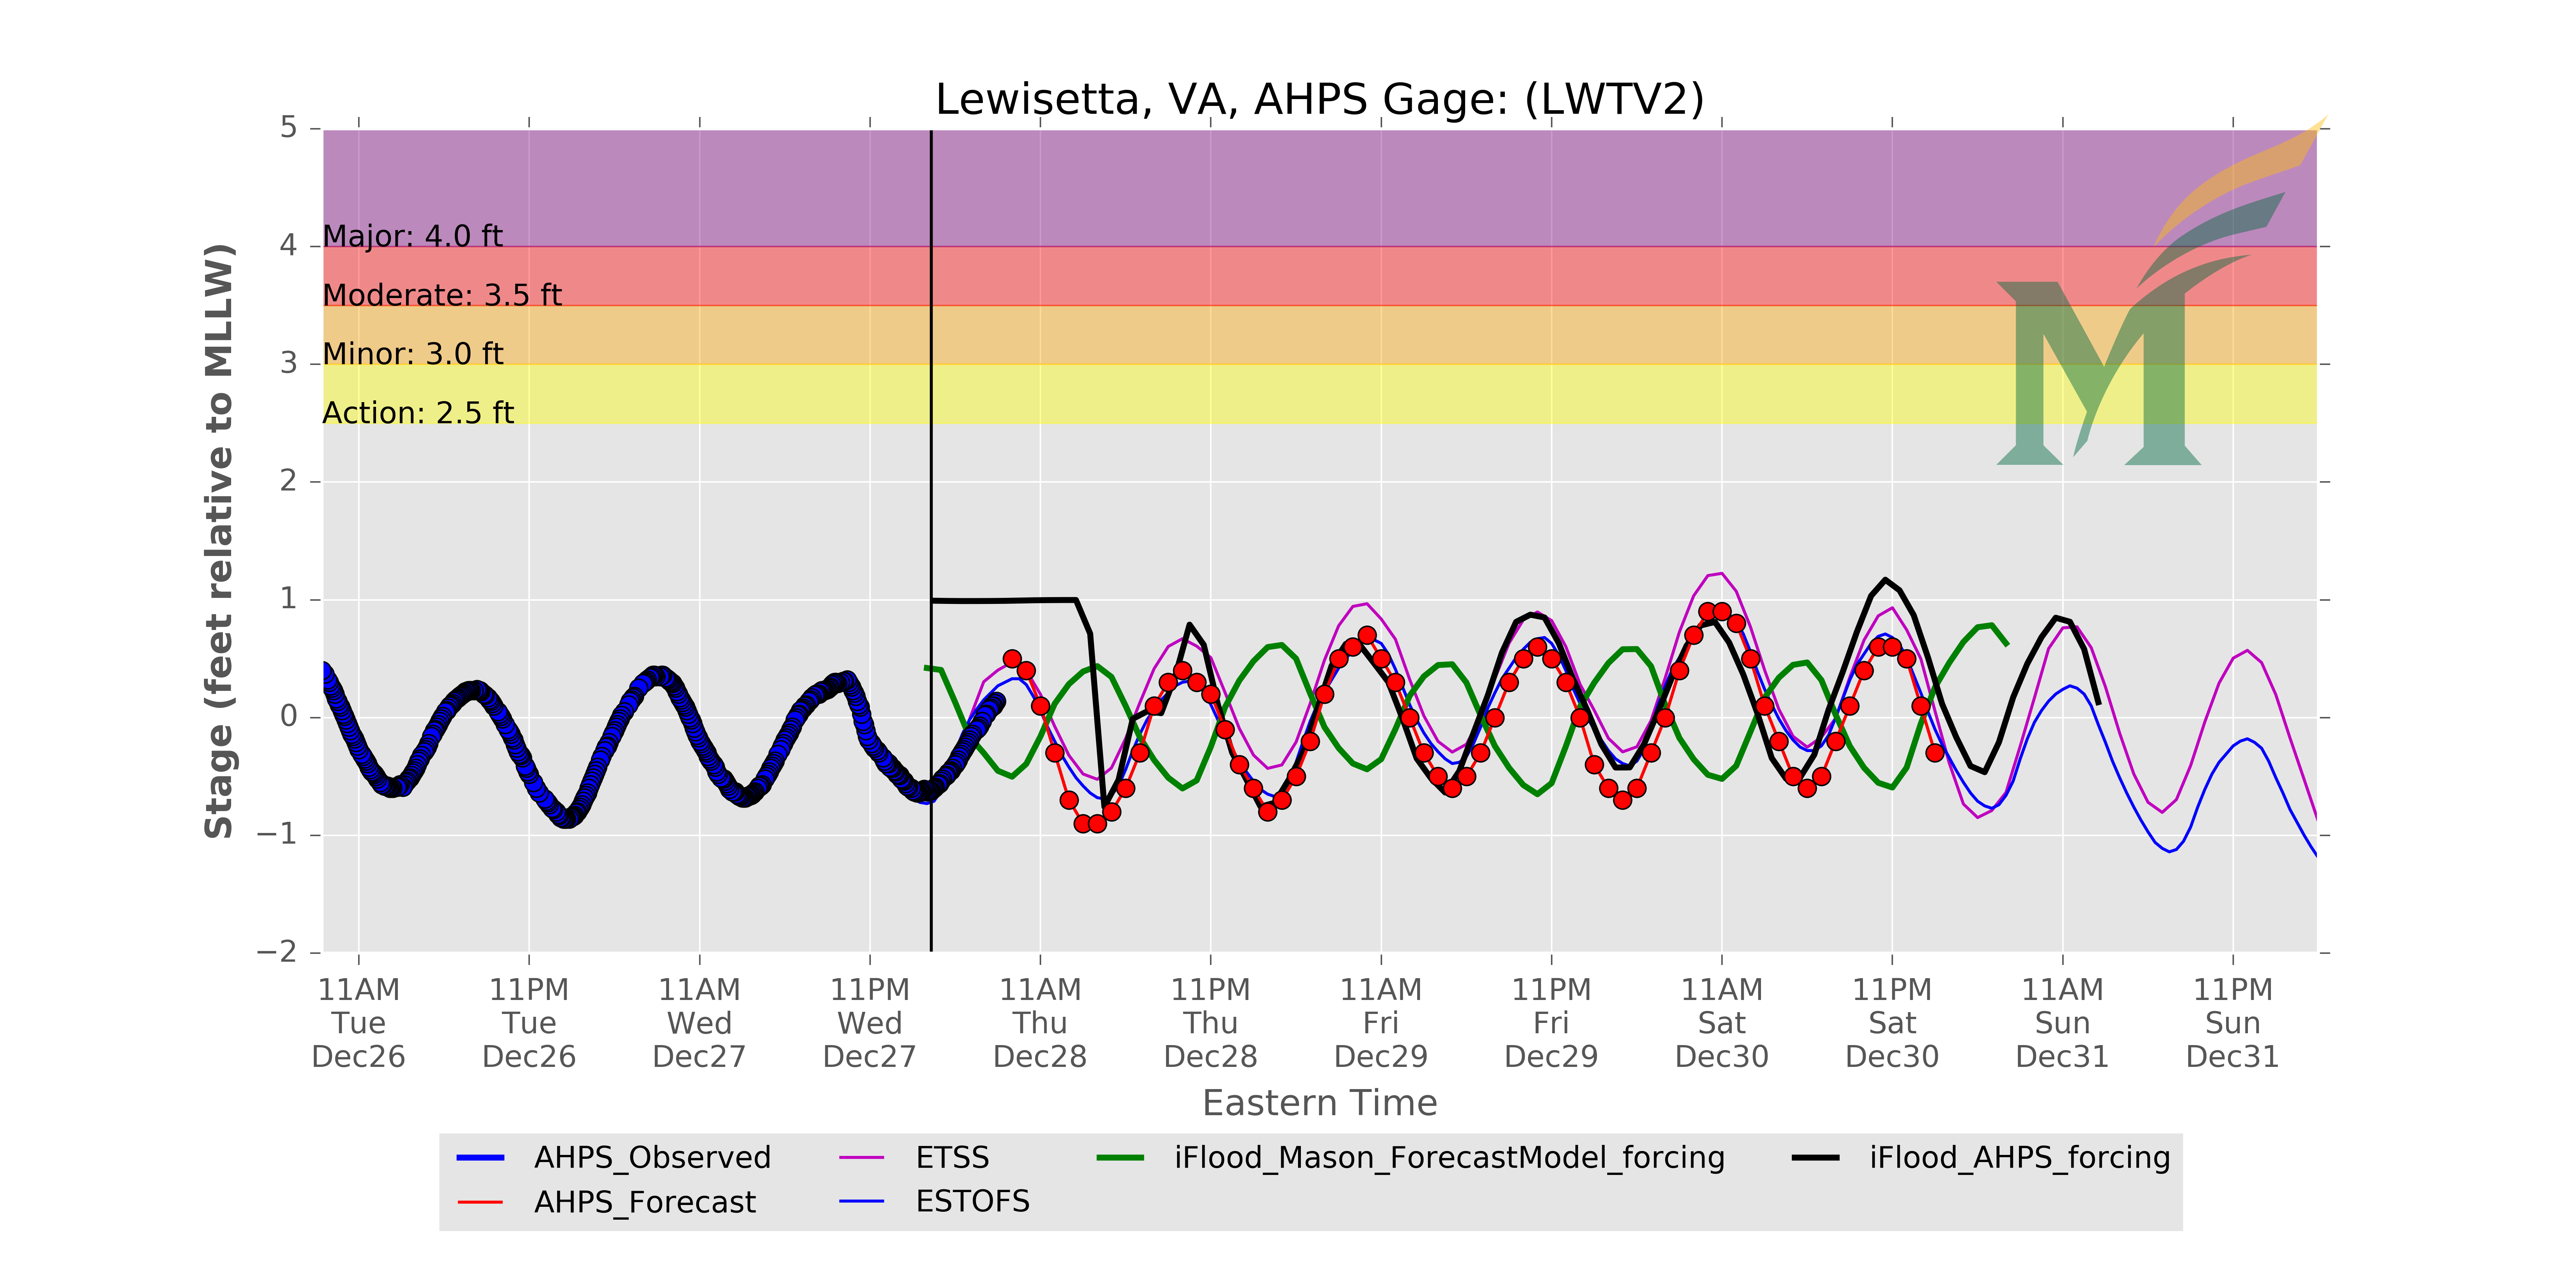 Lewisetta, VA, AHPS Gage: (LWTV2)
Stage (feet relative to MLLW)
5
4
3
2
1
0
−1
−2
Major: 4.0 ft
Moderate: 3.5 ft
Minor: 3.0 ft
Action: 2.5 ft
M
11AM 11PM 11AM 11PM 11AM 11PM 11AM 11PM 11AM 11PM 11AM 11PM
Tue Tue Wed Wed Thu Thu Fri Fri Sat Sat Sun Sun
Dec26 Dec26 Dec27 Dec27 Dec28 Dec28 Dec29 Dec29 Dec30 Dec30 Dec31 Dec31
Eastern Time
AHPS_Observed ETSS iFlood_Mason_ForecastModel_forcing iFlood_AHPS_forcing
AHPS_Forecast ESTOFS